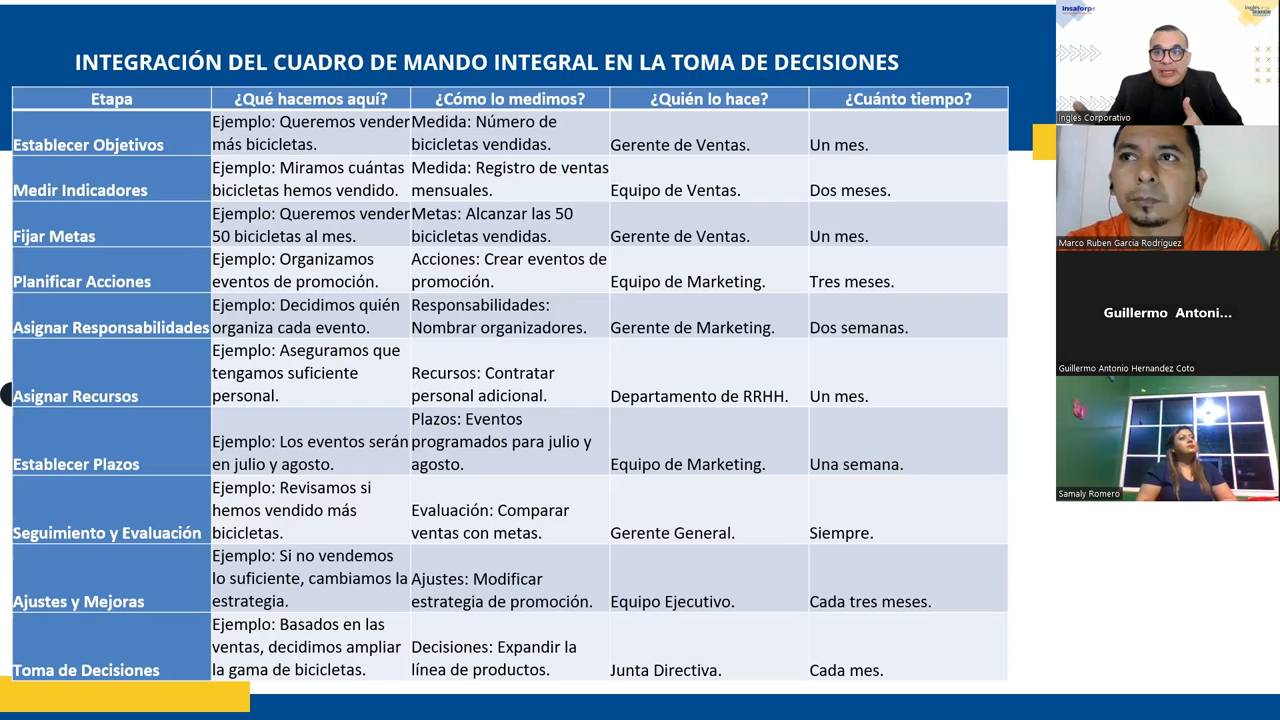 INTEGRACIÓN DEL CUADRO DE MANDO INTEGRAL EN LA TOMA DE DECISIONES
Etapa
¿Qué hacemos aquí?
¿Cómo lo medimos?
¿Quién lo hace?
¿Cuánto tiempo?
Establecer Objetivos
Ejemplo: Queremos vender
más bicicletas.
Medida: Número de
bicicletas vendidas.
Gerente de Ventas.
Un mes.
Medir Indicadores
Ejemplo: Miramos cuántas
bicicletas hemos vendido.
Medida: Registro de ventas
mensuales.
Equipo de Ventas.
Dos meses.
Fijar Metas
Ejemplo: Queremos vender
50 bicicletas al mes.
Metas: Alcanzar las 50
bicicletas vendidas.
Gerente de Ventas.
Un mes.
Planificar Acciones
Ejemplo: Organizamos
eventos de promoción.
Acciones: Crear eventos de
promoción.
Equipo de Marketing.
Tres meses.
Asignar Responsabilidades
Ejemplo: Decidimos quién
organiza cada evento.
Responsabilidades:
Nombrar organizadores.
Gerente de Marketing.
Dos semanas.
Asignar Recursos
Ejemplo: Aseguramos que
tengamos suficiente
personal.
Recursos: Contratar
personal adicional.
Departamento de RRHH.
Un mes.
Establecer Plazos
Ejemplo: Los eventos serán
en julio y agosto.
Plazos: Eventos
programados para julio y
agosto.
Equipo de Marketing.
Una semana.
Seguimiento y Evaluación
Ejemplo: Revisamos si
hemos vendido más
bicicletas.
Evaluación: Comparar
ventas con metas.
Gerente General.
Siempre.
Ajustes y Mejoras
Ejemplo: Si no vendemos
lo suficiente, cambiamos la
estrategia.
Ajustes: Modificar
estrategia de promoción.
Equipo Ejecutivo.
Cada tres meses.
Toma de Decisiones
Ejemplo: Basados en las
ventas, decidimos ampliar
la gama de bicicletas.
Decisiones: Expandir la
línea de productos.
Junta Directiva.
Cada mes.
Insaforp
Inglés Corporativo
Marco Ruben Garcia Rodriguez
Guillermo Antoni...
Guillermo Antonio Hernandez Coto
Samaly Romero